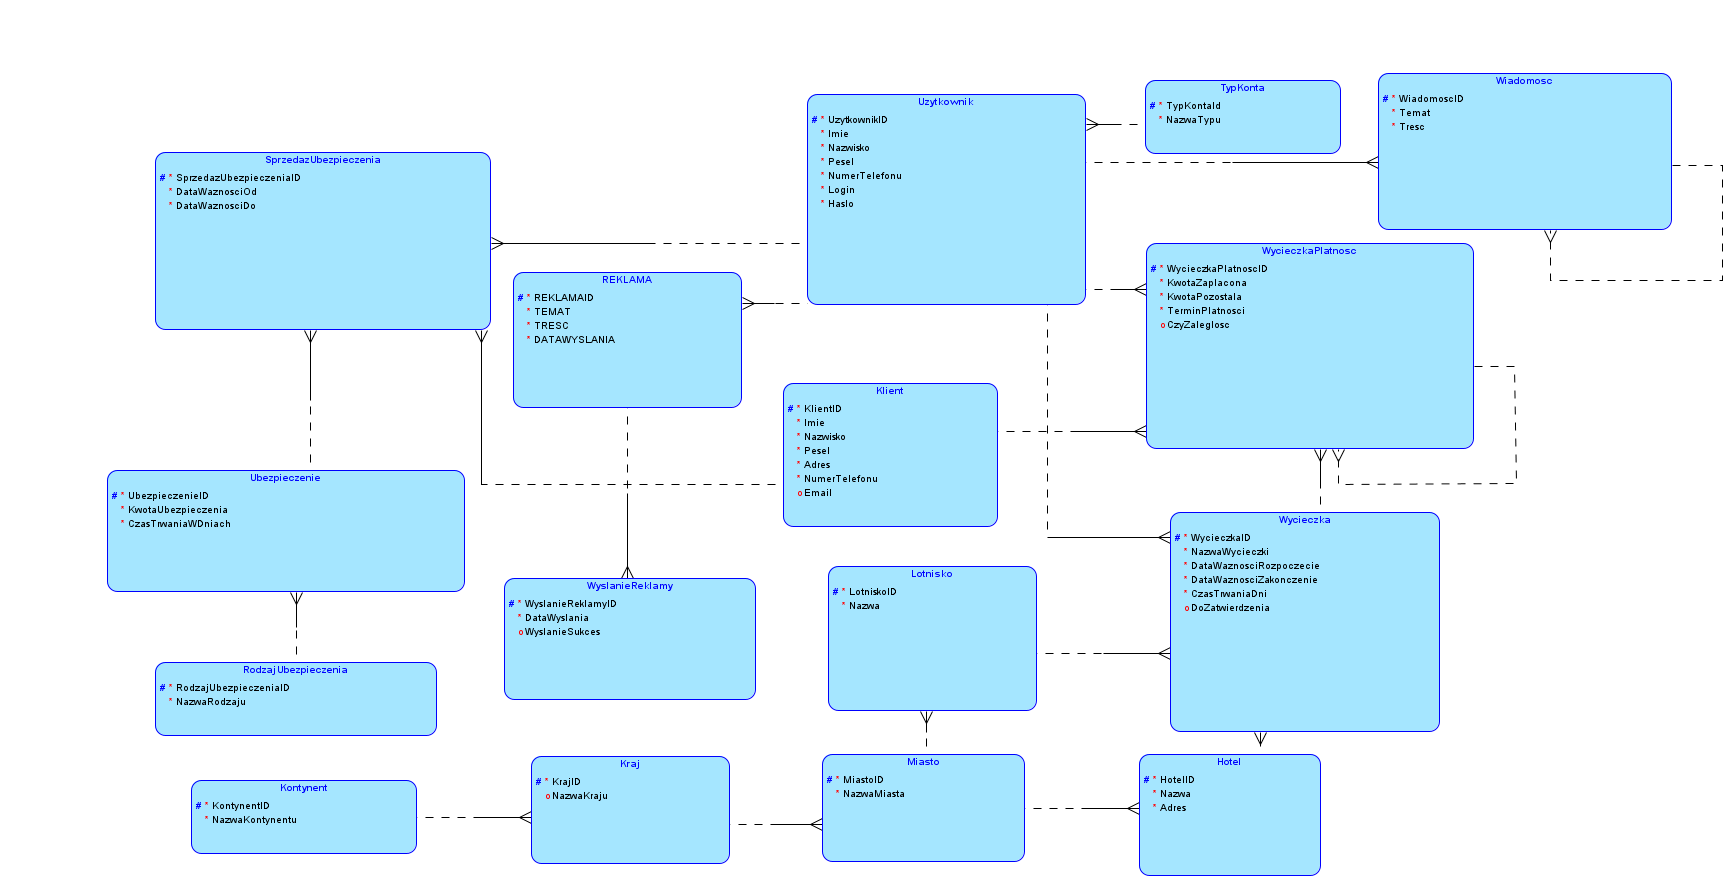 Uzytkownik
# * UzytkownikID
* Imie
* Nazwisko
* Pesel
* NumerTelefonu
* Login
* Haslo
TypKonta
# * TypKontaId
* NazwaTypu
Wiadomosc
# * WiadomoscID
* Temat
* Tresc
SprzedazUbezpieczenia
# * SprzedazUbezpieczeniaID
* DataWaznosciOd
* DataWaznosciDo
REKLAMA
# * REKLAMAID
* TEMAT
* TRESC
* DATAWYSLANIA
WycieczkaPlatnosc
# * WycieczkaPlatnoscID
* KwotaZaplacona
* KwotaPozostala
* TerminPlatnosci
o CzyZaleglosc
Klient
# * KlientID
* Imie
* Nazwisko
* Pesel
* Adres
* NumerTelefonu
o Email
Ubezpieczenie
# * UbezpieczenieID
* KwotaUbezpieczenia
* CzasTrwaniaWDniach
Wycieczka
# * WycieczkaID
* NazwaWycieczki
* DataWaznosciRozpoczecie
* DataWaznosciZakonczenie
* CzasTrwaniaDni
o DoZatwierdzenia
WyslanieReklamy
# * WyslanieReklamyID
* DataWyslania
o WyslanieSukces
Lotnisko
# * LotniskoID
* Nazwa
RodzajUbezpieczenia
# * RodzajUbezpieczeniaID
* NazwaRodzaju
Kontynent
# * KontynentID
* NazwaKontynentu
Kraj
# * KrajID
o NazwaKraju
Miasto
# * MiastoID
* NazwaMiasta
Hotel
# * HotelID
* Nazwa
* Adres